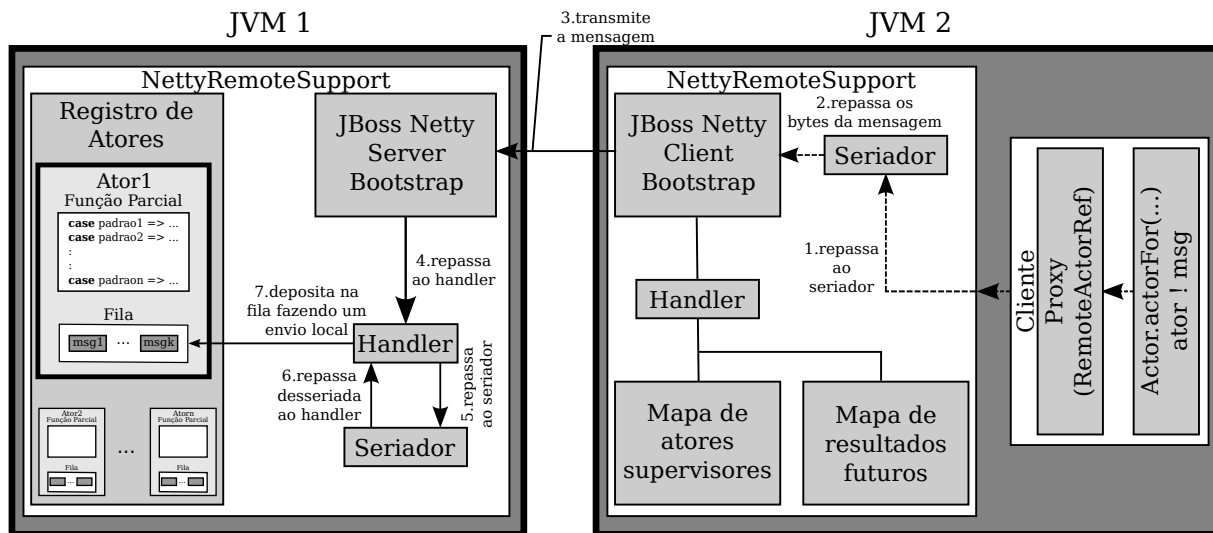 JVM 1
3.transmite
a mensagem
JVM 2
NettyRemoteSupport
Registro de
Atores
Ator1
Função Parcial
case padrao1 => ...
case padrao2 => ...
:
:
case padraon => ...
Fila
msg1 ... msgk
Ator2
Função Parcial
Fila
...
...
Atorn
Função Parcial
Fila
...
JBoss Netty
Server
Bootstrap
4.repassa
ao handler
7.deposita na
fila fazendo um
envio local
Handler
6.repassa
desseriada
ao handler
5.repassa
ao seriador
Seriador
NettyRemoteSupport
JBoss Netty
Client
Bootstrap
2.repassa os
bytes da mensagem
Seriador
1.repassa
ao
seriador
Handler
Mapa de
atores
supervisores
Mapa de
resultados
futuros
Cliente
Proxy
(RemoteActorRef)
Actor.actorFor(...)
ator ! msg